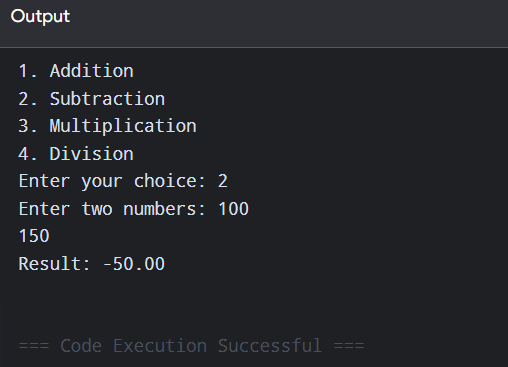 Output
1. Addition
2. Subtraction
3. Multiplication
4. Division
Enter your choice: 2
Enter two numbers: 100
150
Result: -50.00
=== Code Execution Successful ===